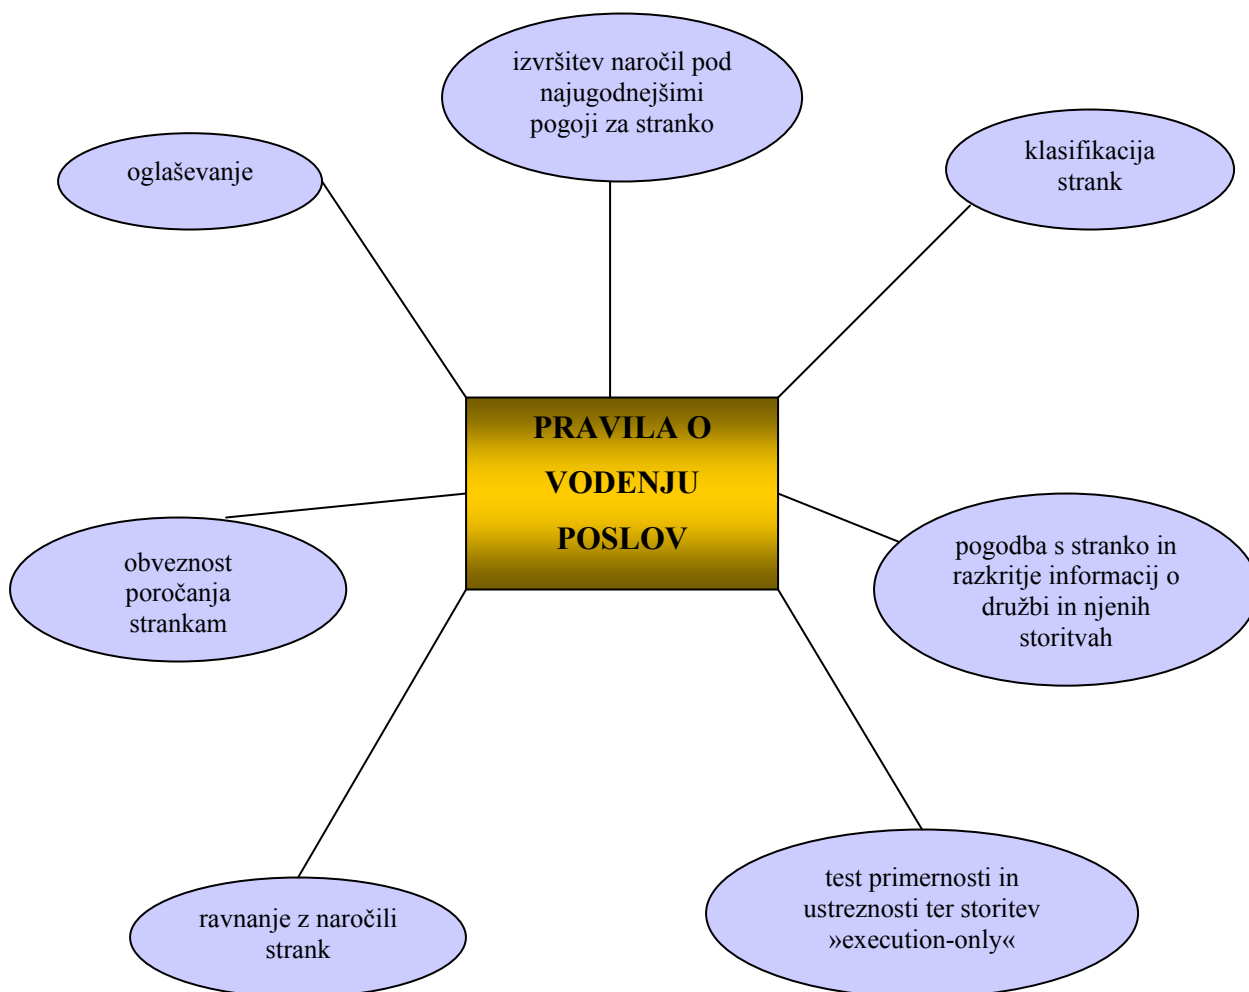 izvršitev naročil pod
najugodnejšimi
pogoji za stranko
oglaševanje
klasifikacija
strank
PRAVILA O
VODENJU
POSLOV
obveznost
poročanja
strankam
pogodba s stranko in
razkritje informacij o
družbi in njenih
storitvah
ravnanje z naročili
strank
test primernosti in
ustreznosti ter storitev
»execution-only«